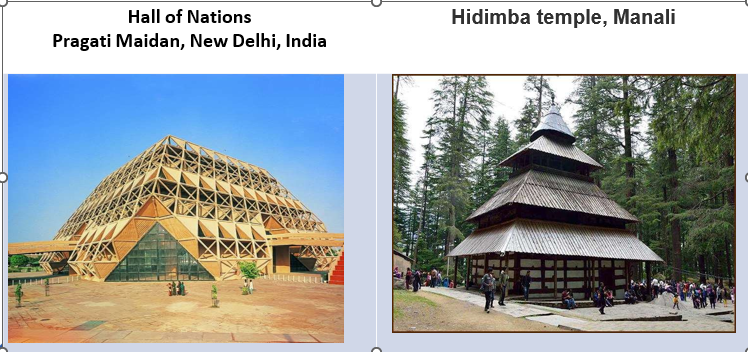 Hall of Nations
Pragati Maidan, New Delhi, India
Hidimba temple, Manali